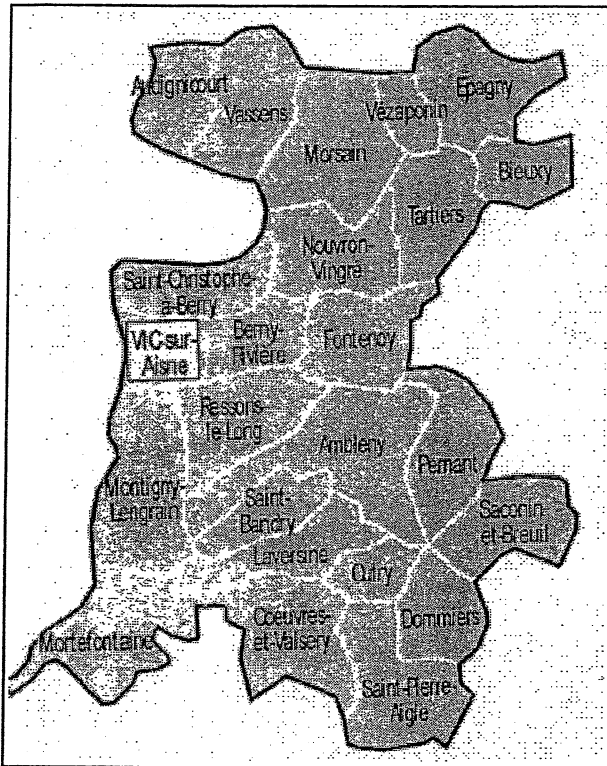 Audignicourt
Vassens
Vézaponin
Epagny
Morsain
Bieuxy
Tartiers
Nouvron-
Vingré
Saint-Christophe-
à-Berry
VIC-sur-
Aisne
Berny-
Rivière
Fontenoy
Ressons-
le-Long
Ambleny
Pernant
Montigny-
Lengrain
Saint-
Bandry
Saconin-
et-Breuil
Laversine
Cutry
Coeuvres-
et-Valsery
Dommiers
Mortefontaine
Saint-Pierre-
Aigle